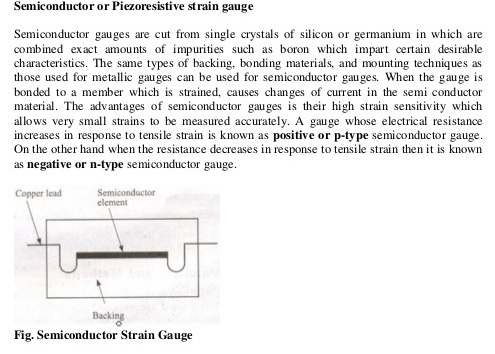 Semiconductor or Piezoresistive strain gauge
Semiconductor gauges are cut from single crystals of silicon or germanium in which are
combined exact amounts of impurities such as boron which impart certain desirable
characteristics. The same types of backing, bonding materials, and mounting techniques as
those used for metallic gauges can be used for semiconductor gauges. When the gauge is
bonded to a member which is strained, causes changes of current in the semi conductor
material. The advantages of semiconductor gauges is their high strain sensitivity which
allows very small strains to be measured accurately. A gauge whose electrical resistance
increases in response to tensile strain is known as positive or p-type semiconductor gauge.
On the other hand when the resistance decreases in response to tensile strain then it is known
as negative or n-type semiconductor gauge.
Copper lead
Semiconductor
element
Backing
Fig. Semiconductor Strain Gauge